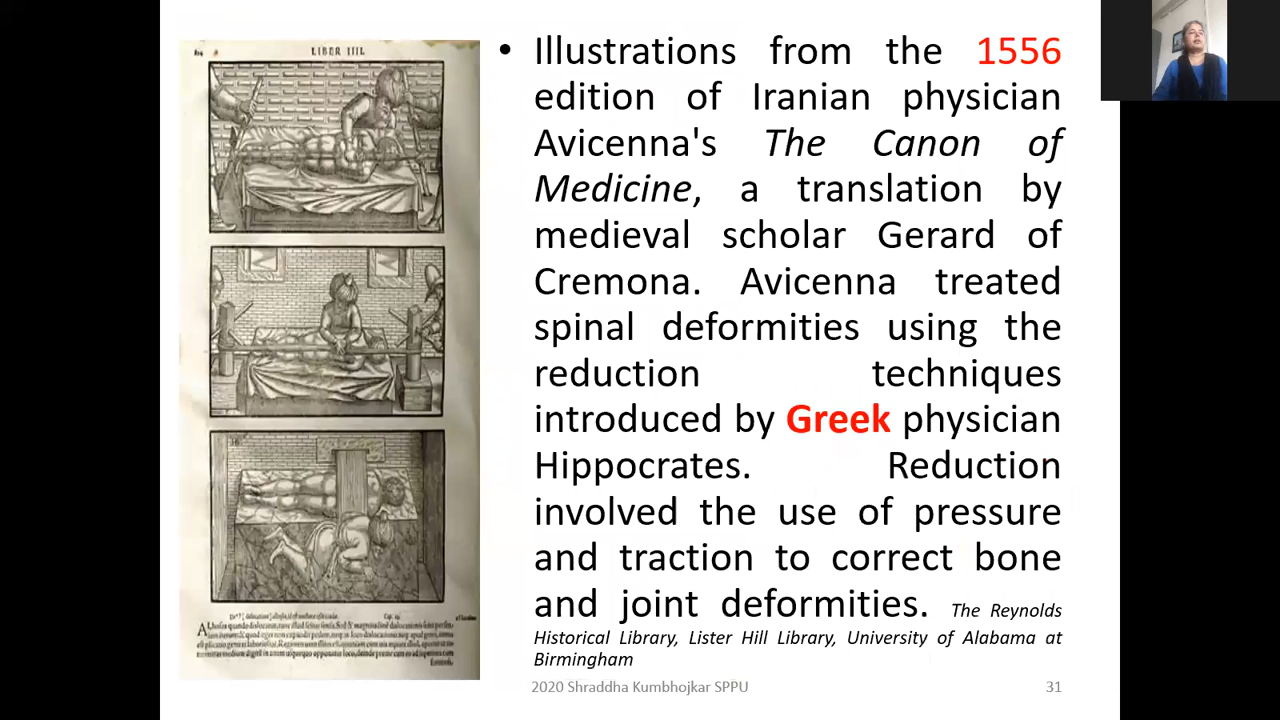 LIBER IIII.
• Illustrations from the 1556
edition of Iranian physician
Avicenna's The Canon of
Medicine, a translation by
medieval scholar Gerard of
Cremona. Avicenna treated
spinal deformities using the
reduction techniques
introduced by Greek physician
Hippocrates. Reduction
involved the use of pressure
and traction to correct bone
and joint deformities. The Reynolds
Historical Library, Lister Hill Library, University of Alabama at
Birmingham
2020 Shraddha Kumbhojkar SPPU 31